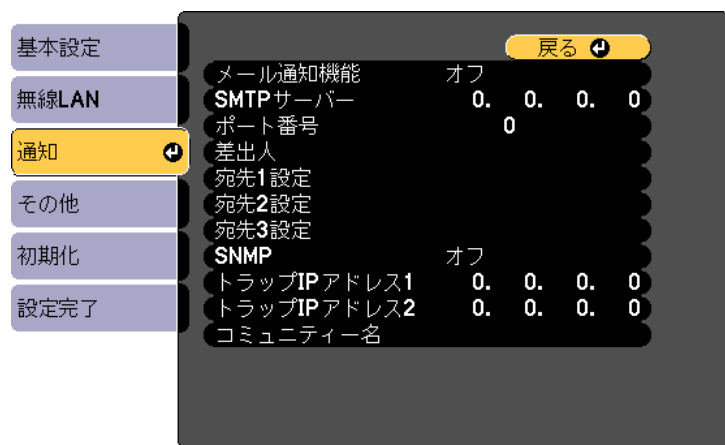 基本設定
無線LAN
通知
その他
初期化
設定完了
戻る
メール通知機能 オフ
SMTPサーバー 0. 0. 0. 0
ポート番号 0
差出人
宛先1設定
宛先2設定
宛先3設定
SNMP オフ
トラップIPアドレス1 0. 0. 0. 0
トラップIPアドレス2 0. 0. 0. 0
コミュニティー名